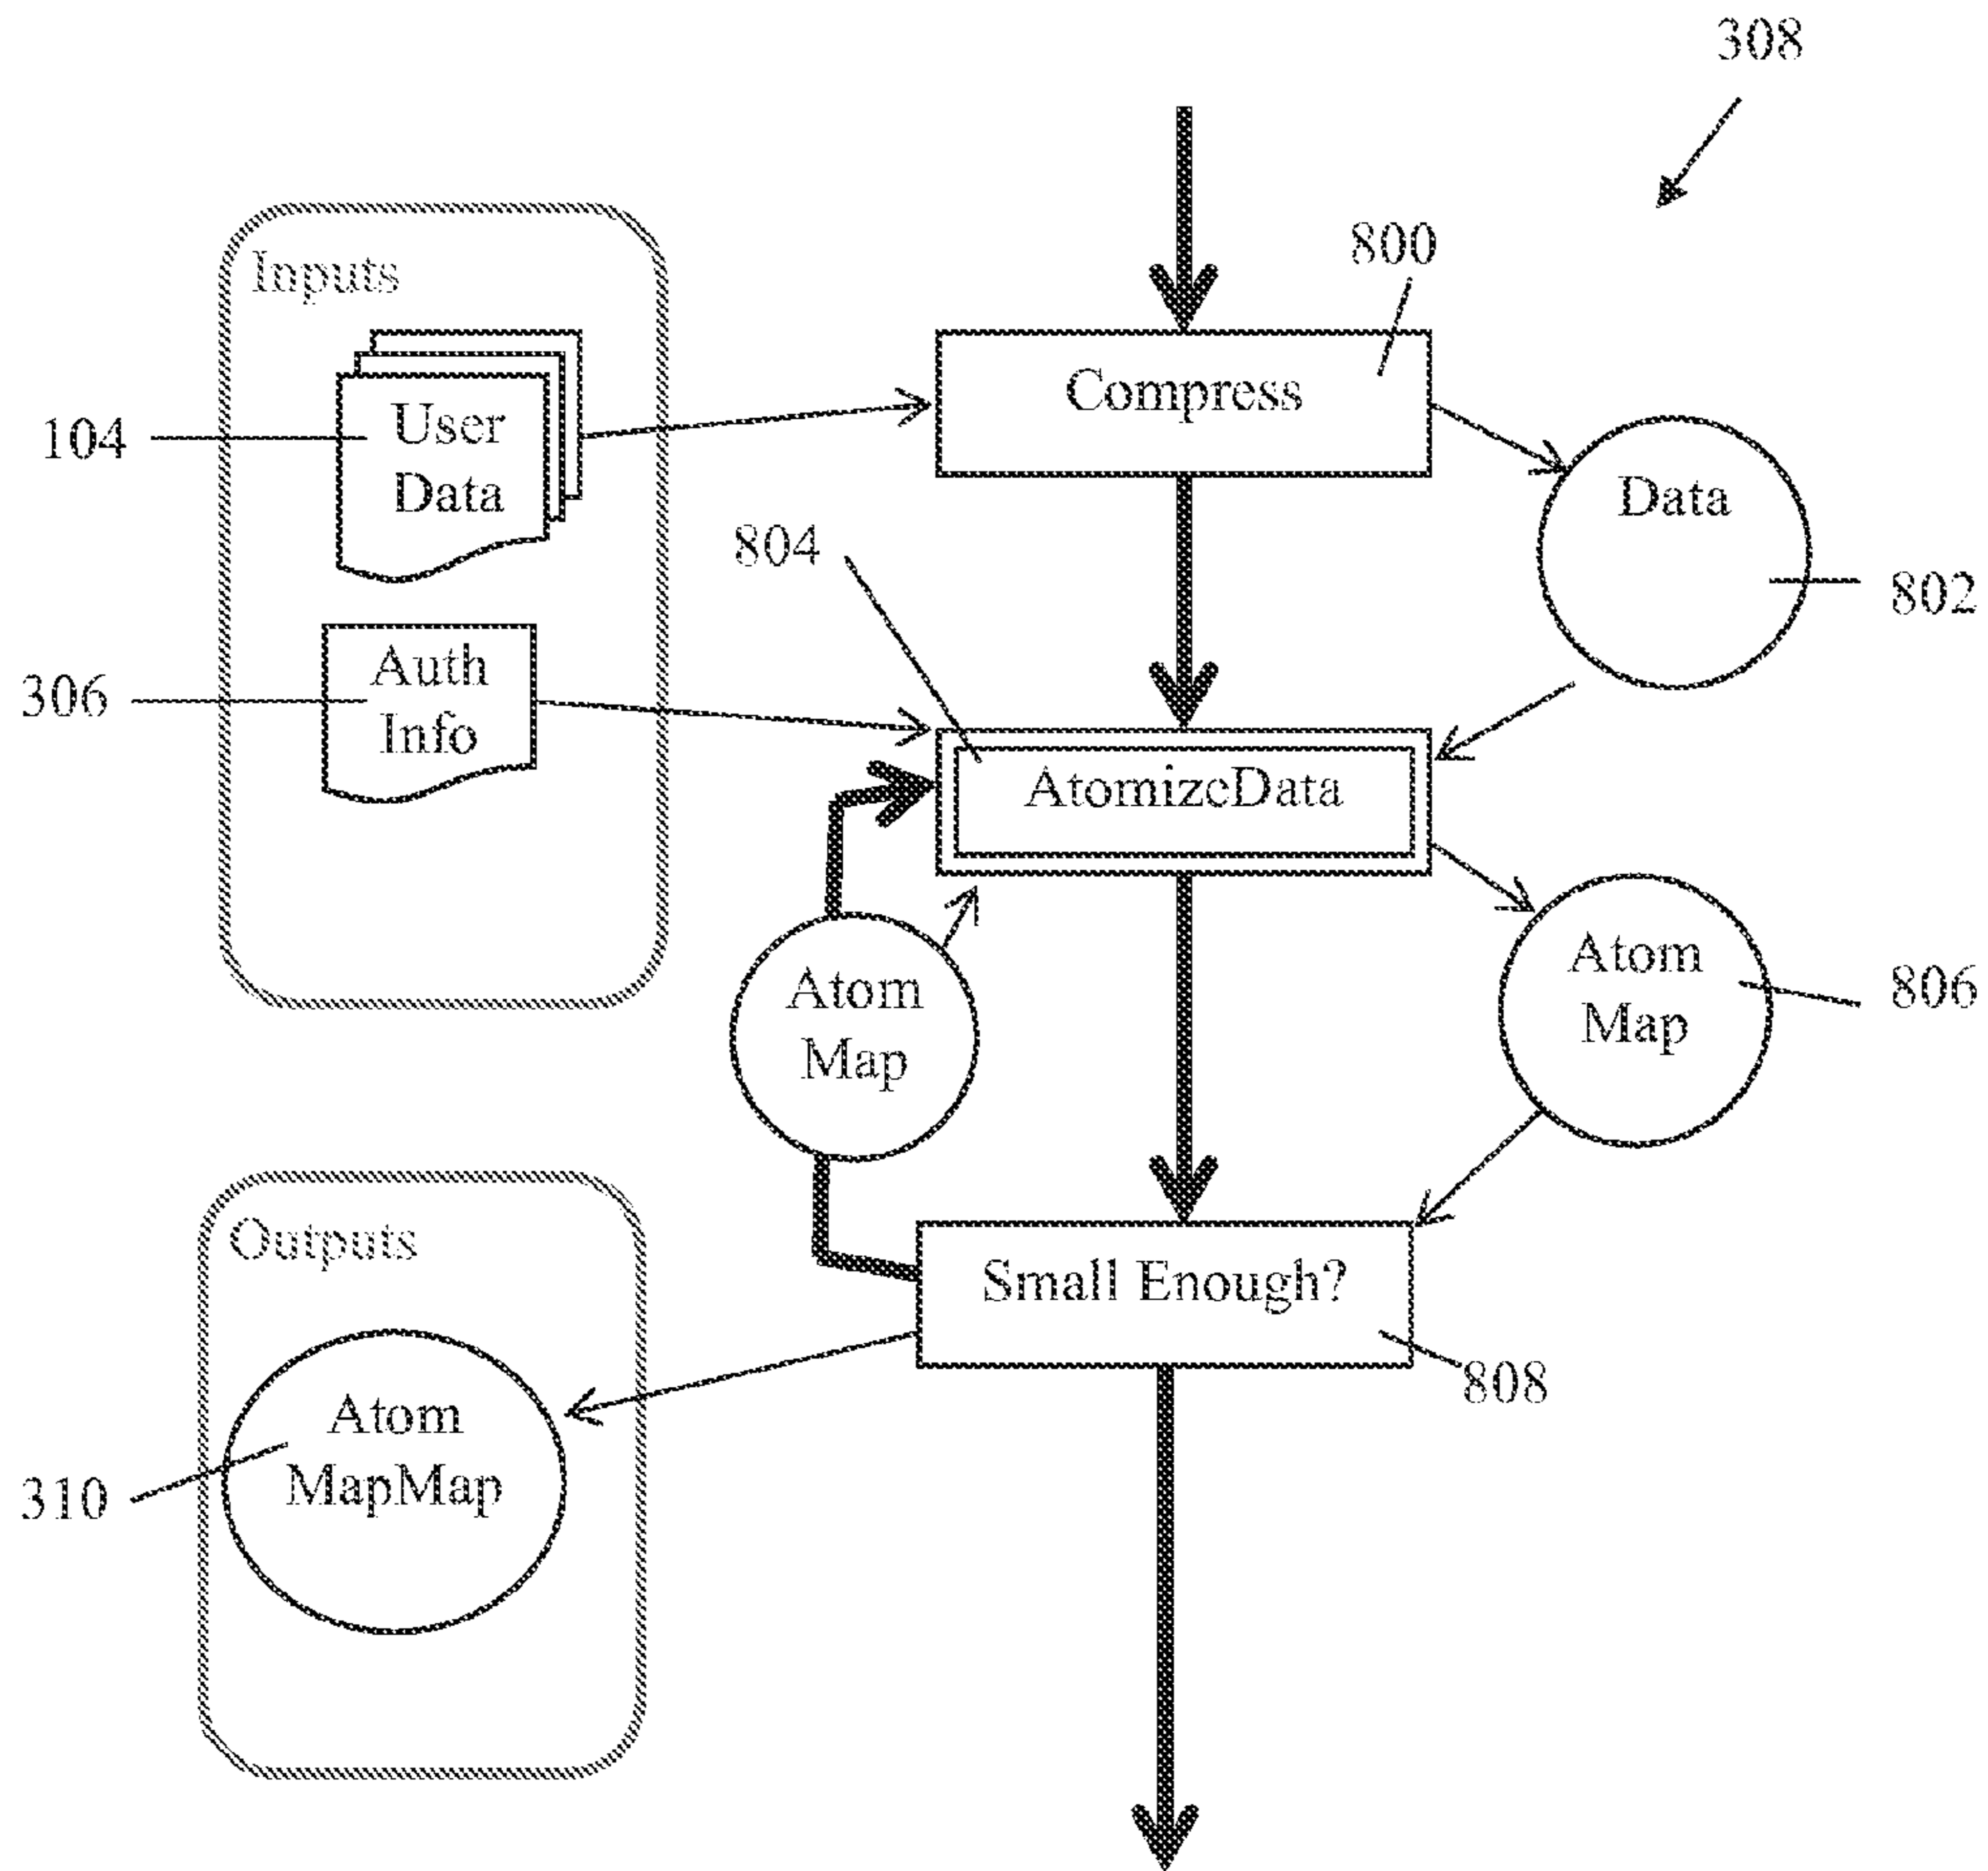 308
800
Inputs
Compress
User
Data
104
Data
804
802
Auth
Info
306
AtomizeData
Atom
Map
806
Atom
Map
Outputs
Small Enough?
808
Atom
MapMap
310